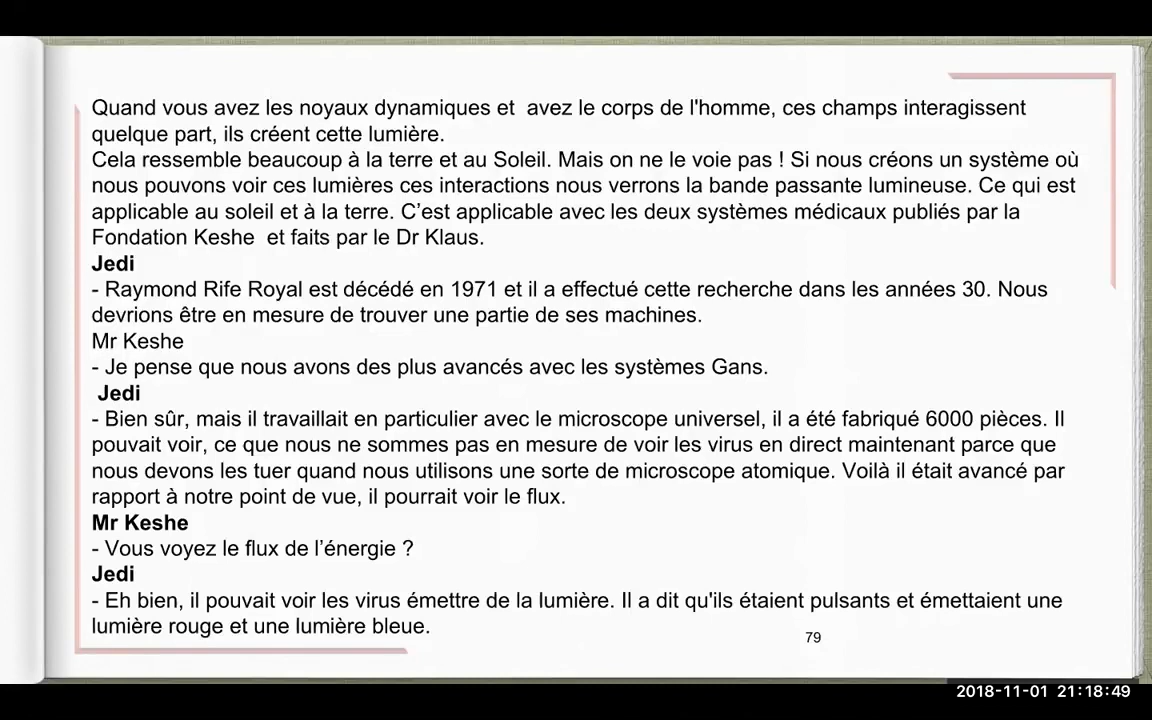 Quand vous avez les noyaux dynamiques et  avez le corps de l'homme, ces champs interagissent
quelque part, ils créent cette lumière.
Cela ressemble beaucoup à la terre et au Soleil. Mais on ne le voie pas ! Si nous créons un système où
nous pouvons voir ces lumières ces interactions nous verrons la bande passante lumineuse. Ce qui est
applicable au soleil et à la terre. C’est applicable avec les deux systèmes médicaux publiés par la
Fondation Keshe  et faits par le Dr Klaus.
Jedi
- Raymond Rife Royal est décédé en 1971 et il a effectué cette recherche dans les années 30. Nous
devrions être en mesure de trouver une partie de ses machines.
Mr Keshe
- Je pense que nous avons des plus avancés avec les systèmes Gans.
Jedi
- Bien sûr, mais il travaillait en particulier avec le microscope universel, il a été fabriqué 6000 pièces. Il
pouvait voir, ce que nous ne sommes pas en mesure de voir les virus en direct maintenant parce que
nous devons les tuer quand nous utilisons une sorte de microscope atomique. Voilà il était avancé par
rapport à notre point de vue, il pourrait voir le flux.
Mr Keshe
- Vous voyez le flux de l’énergie ?
Jedi
- Eh bien, il pouvait voir les virus émettre de la lumière. Il a dit qu'ils étaient pulsants et émettaient une
lumière rouge et une lumière bleue.
79
2018-11-01 21:18:49